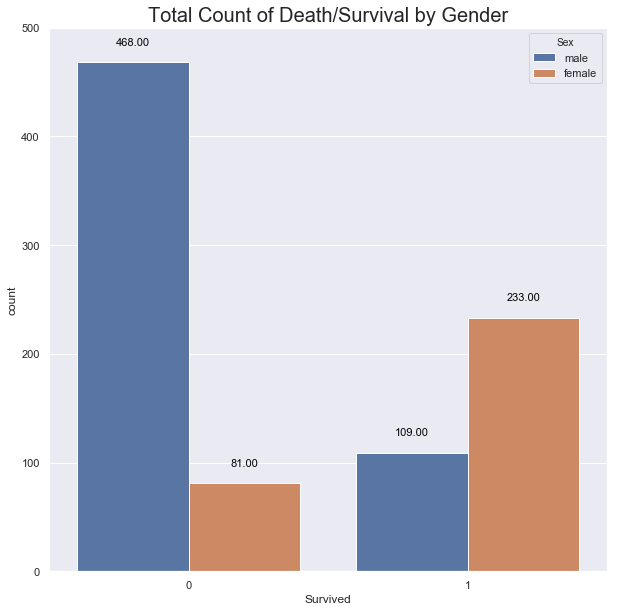 Total Count of Death/Survival by Gender
Sex
male
female
500
400
300
200
100
0
count
468.00
81.00
109.00
233.00
0
1
Survived